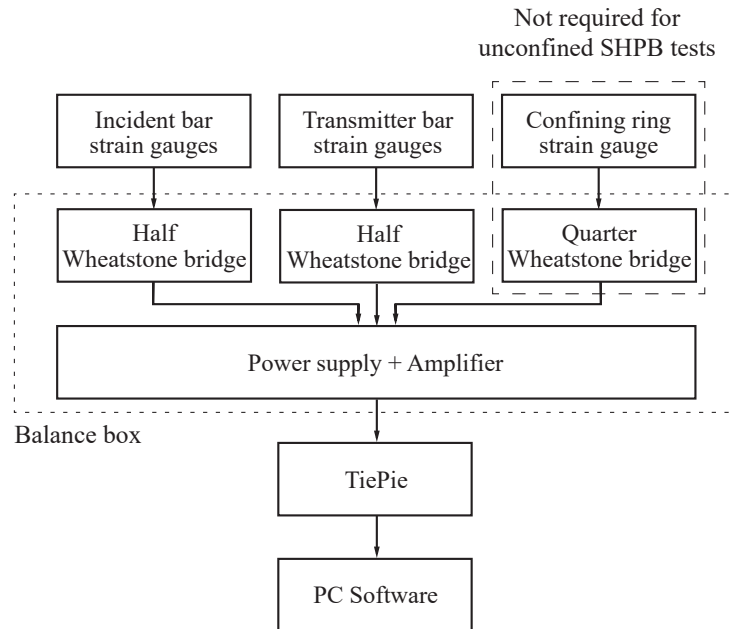 Not required for
unconfined SHPB tests
Incident bar
strain gauges
Transmitter bar
strain gauges
Confining ring
strain gauge
Half
Wheatstone bridge
Half
Wheatstone bridge
Quarter
Wheatstone bridge
Power supply + Amplifier
Balance box
TiePie
PC Software